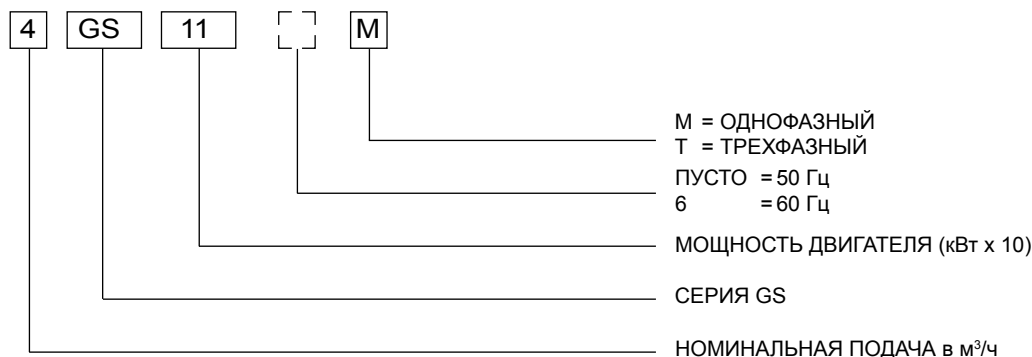 4 GS 11 M
М = ОДНОФАЗНЫЙ
Т = ТРЕХФАЗНЫЙ
ПУСТО = 50 Гц
6 = 60 Гц
МОЩНОСТЬ ДВИГАТЕЛЯ (кВт x 10)
СЕРИЯ GS
НОМИНАЛЬНАЯ ПОДАЧА в м³/ч